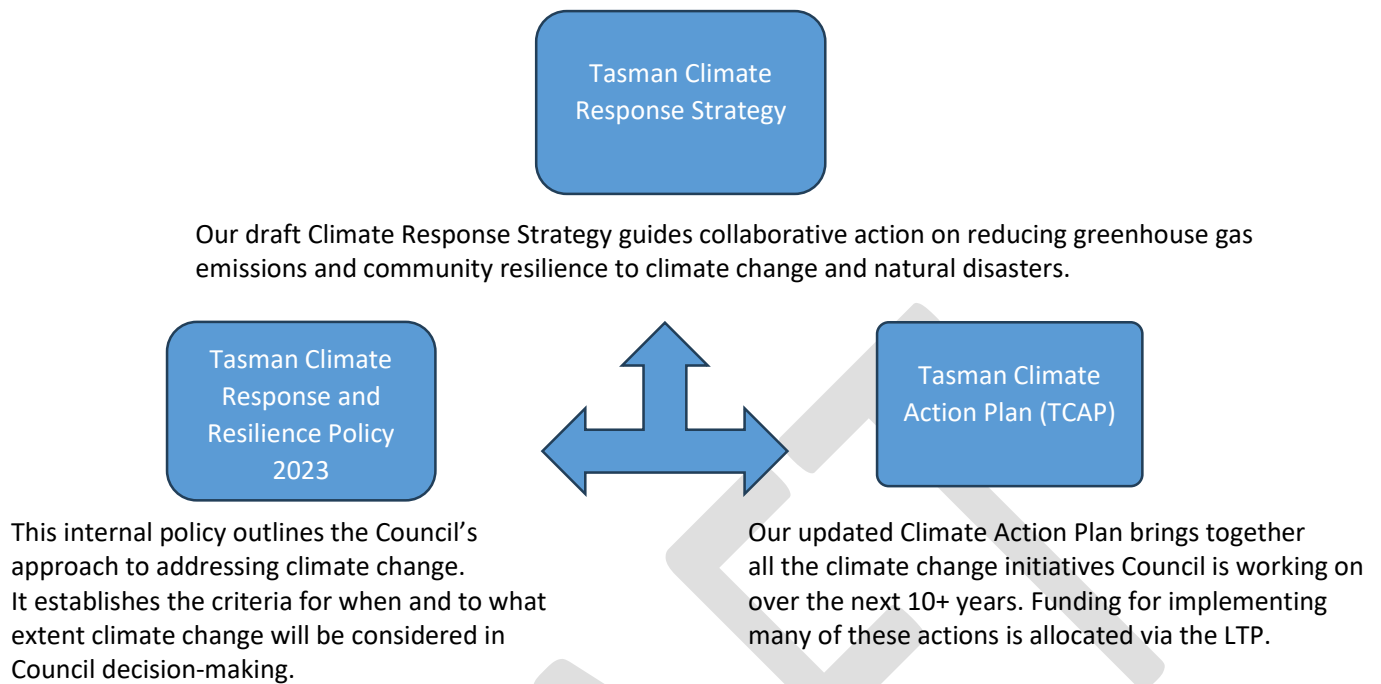 Tasman Climate
Response Strategy
Our draft Climate Response Strategy guides collaborative action on reducing greenhouse gas
emissions and community resilience to climate change and natural disasters.
Tasman Climate
Response and
Resilience Policy
2023
Tasman Climate
Action Plan (TCAP)
This internal policy outlines the Council’s
approach to addressing climate change.
It establishes the criteria for when and to what
extent climate change will be considered in
Council decision-making.
Our updated Climate Action Plan brings together
all the climate change initiatives Council is working on
over the next 10+ years. Funding for implementing
many of these actions is allocated via the LTP.